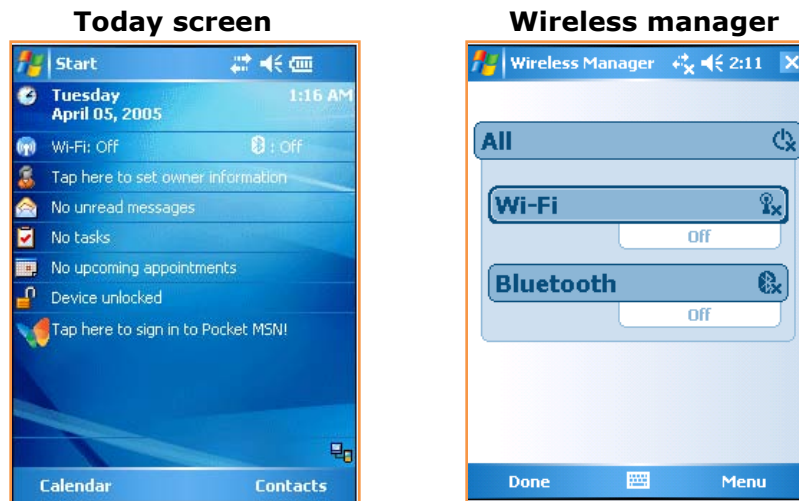 Today screen
Start
Tuesday 1:16 AM
April 05, 2005
Wi-Fi: Off : Off
Tap here to set owner information
No unread messages
No tasks
No upcoming appointments
Device unlocked
Tap here to sign in to Pocket MSN!
Calendar Contacts
Wireless manager
Wireless Manager 2:11
All
Wi-Fi
Off
Bluetooth
Off
Done Menu